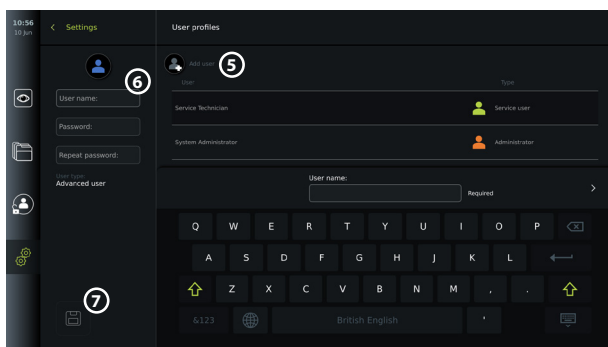 10:56
10 Jun
Settings
User profiles
Add user
5
6
User
Type
User name:
Service Technician
Service user
Password:
System Administrator
Administrator
Repeat password:
User type:
Advanced user
User name:
Required
Q W E R T Y U I O P
A S D F G H J K L
Z X C V B N M , .
7
&123
British English
'